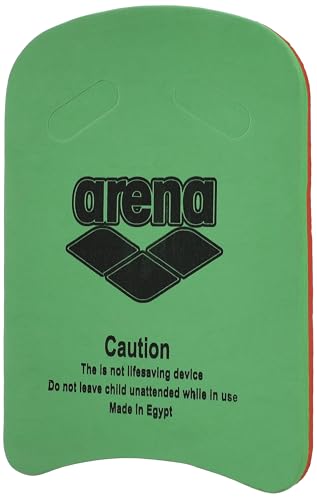 arena
Caution
The is not lifesaving device
Do not leave child unattended while in use
Made In Egypt